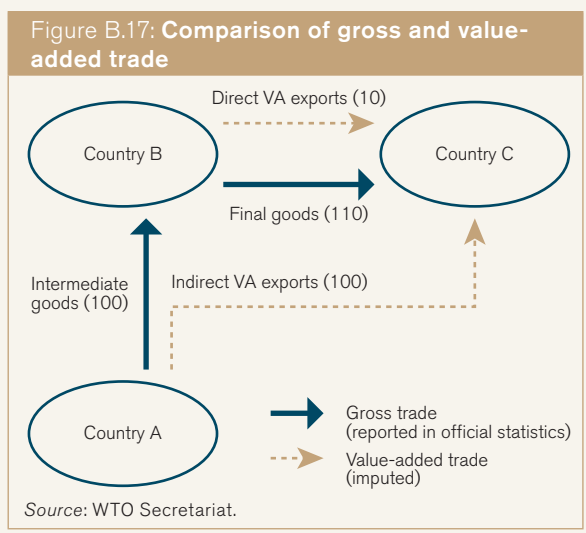 Figure B.17: Comparison of gross and value-
added trade
Direct VA exports (10)
Country B
Country C
Final goods (110)
Intermediate
goods (100)
Indirect VA exports (100)
Country A
Gross trade
(reported in official statistics)
Value-added trade
(imputed)
Source: WTO Secretariat.